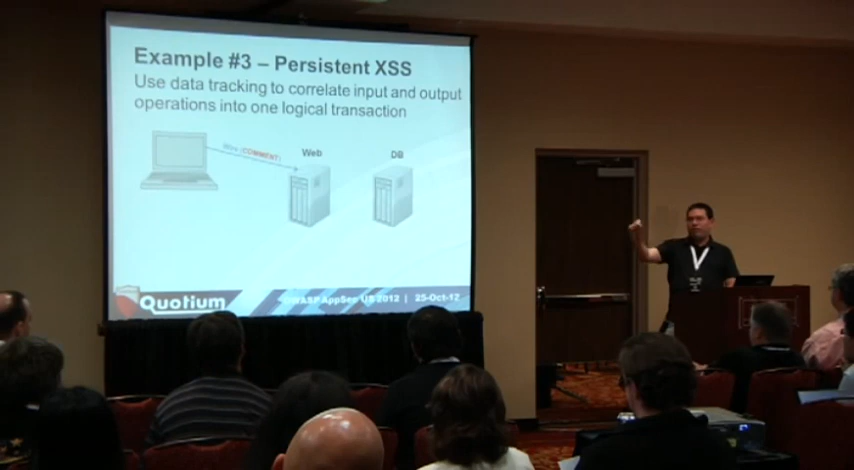 Example #3 – Persistent XSS
Use data tracking to correlate input and output
operations into one logical transaction
(COMMENT)
Web
DB
Quotium
OWASP AppSec US 2012 | 25-Oct-12